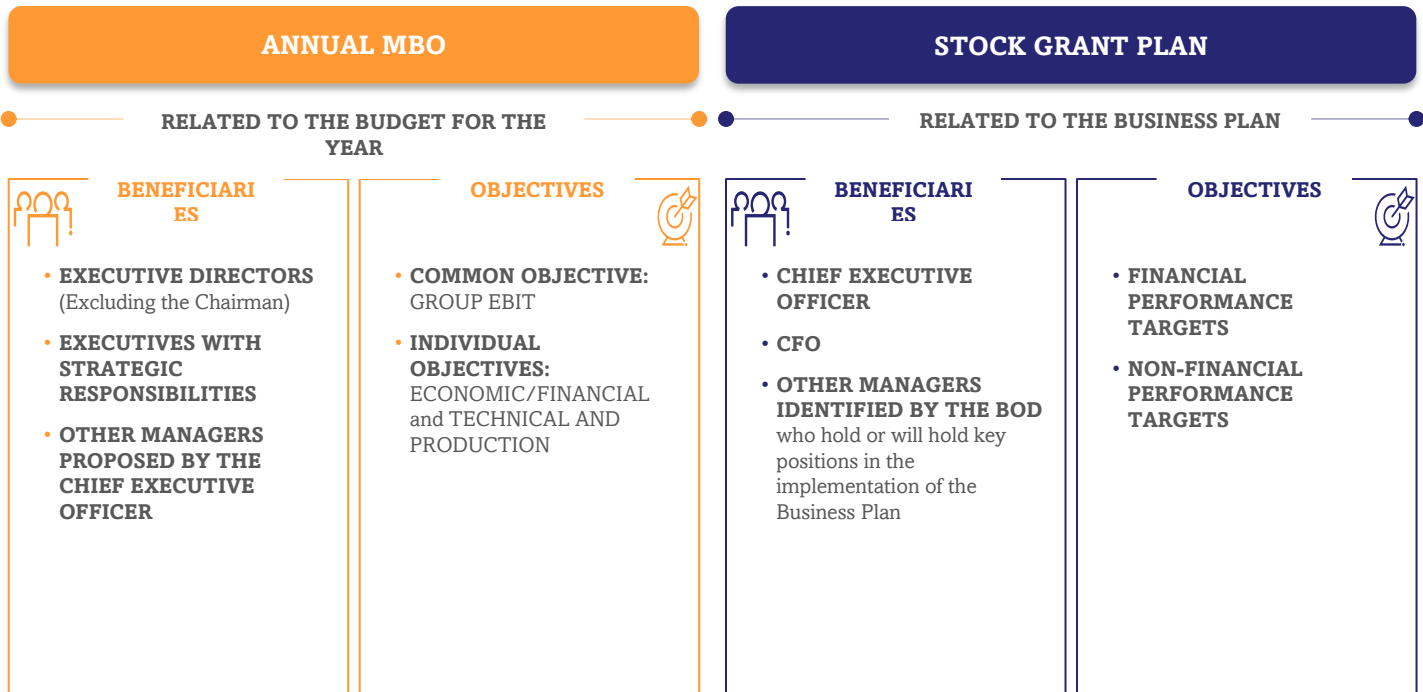 ANNUAL MBO
RELATED TO THE BUDGET FOR THE
YEAR
BENEFICIARI
ES
• EXECUTIVE DIRECTORS
(Excluding the Chairman)
• EXECUTIVES WITH
STRATEGIC
RESPONSIBILITIES
• OTHER MANAGERS
PROPOSED BY THE
CHIEF EXECUTIVE
OFFICER
OBJECTIVES
• COMMON OBJECTIVE:
GROUP EBIT
• INDIVIDUAL
OBJECTIVES:
ECONOMIC/FINANCIAL
and TECHNICAL AND
PRODUCTION
STOCK GRANT PLAN
RELATED TO THE BUSINESS PLAN
BENEFICIARI
ES
• CHIEF EXECUTIVE
OFFICER
• CFO
• OTHER MANAGERS
IDENTIFIED BY THE BOD
who hold or will hold key
positions in the
implementation of the
Business Plan
OBJECTIVES
• FINANCIAL
PERFORMANCE
TARGETS
• NON-FINANCIAL
PERFORMANCE
TARGETS